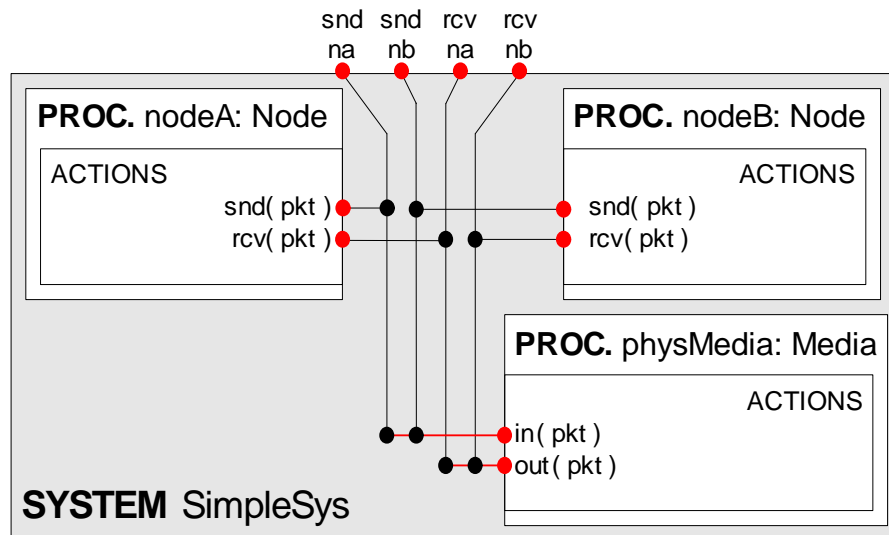 snd snd rcv rcv
na nb na nb
PROC. nodeA: Node
ACTIONS
snd( pkt )
rcv( pkt )
PROC. nodeB: Node
ACTIONS
snd( pkt )
rcv( pkt )
PROC. physMedia: Media
ACTIONS
in( pkt )
out( pkt )
SYSTEM SimpleSys